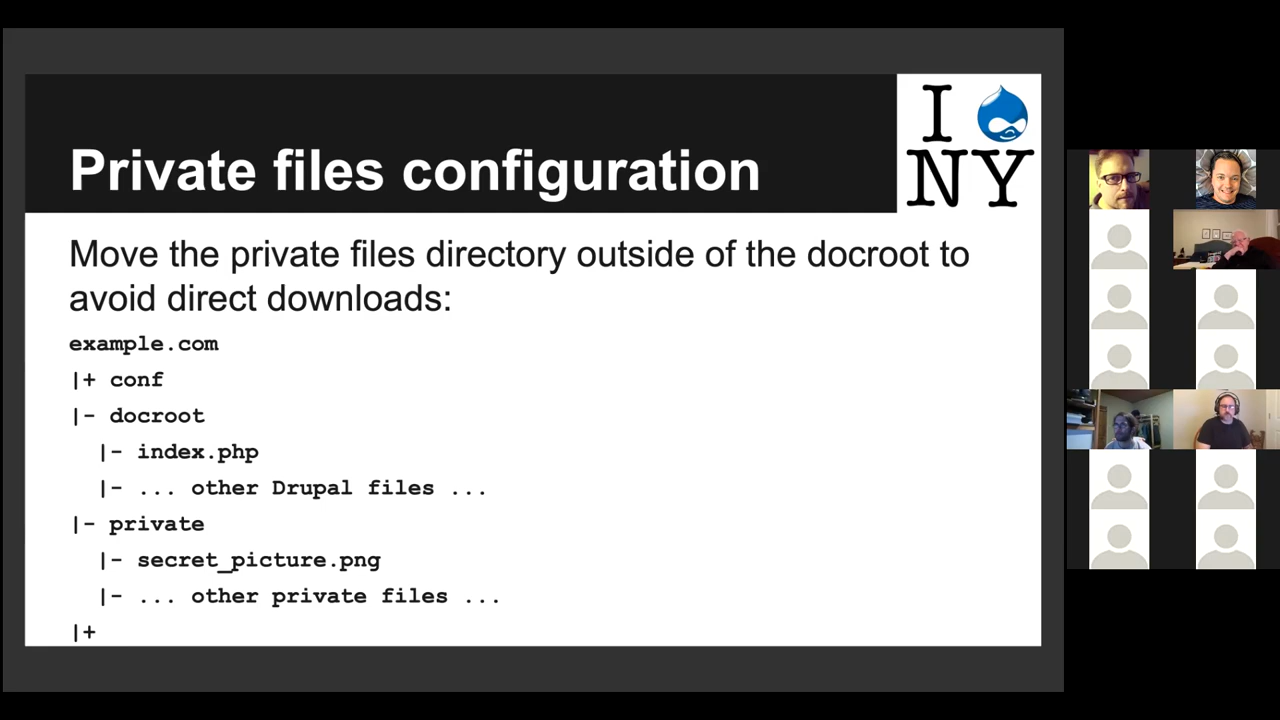 I
NY
Private files configuration
Move the private files directory outside of the docroot to
avoid direct downloads:
example.com
|+ conf
|- docroot
|- index.php
|- ... other Drupal files ...
|- private
|- secret_picture.png
|- ... other private files ...
|+